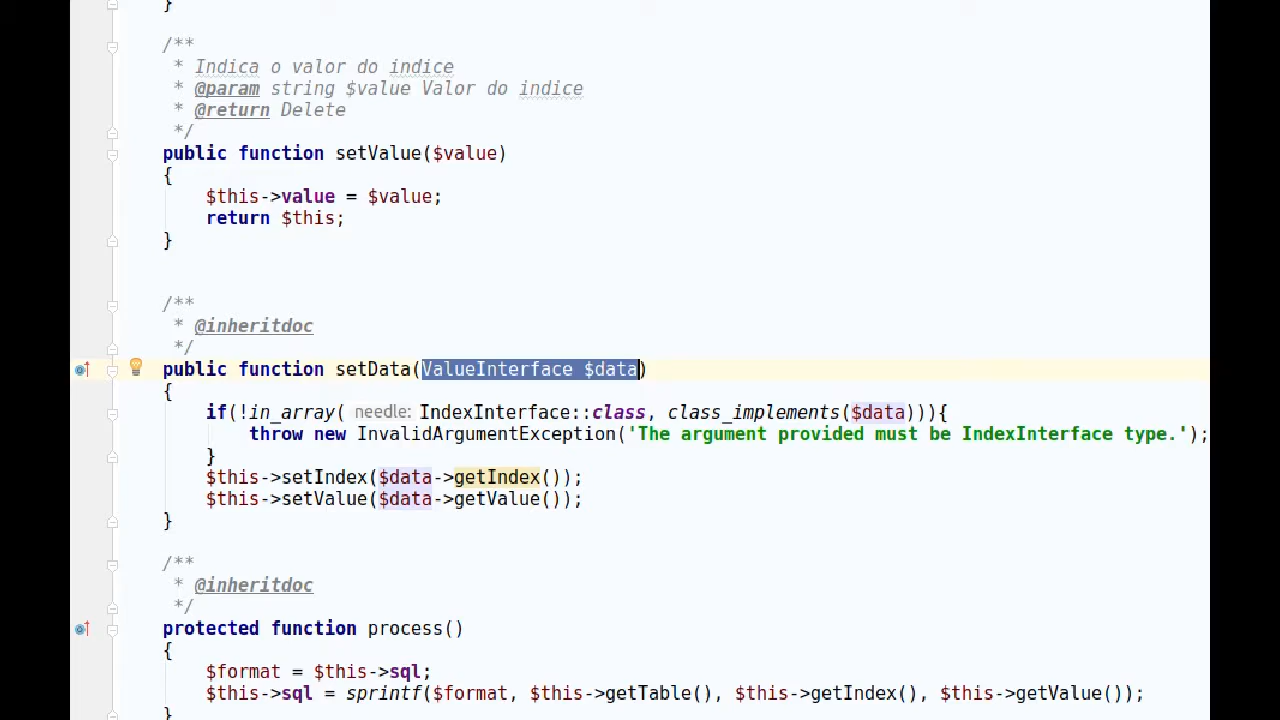 }
/**
* Indica o valor do indice
* @param string $value Valor do indice
* @return Delete
*/
public function setValue($value)
{
$this->value = $value;
return $this;
}
/**
* @inheritdoc
*/
public function setData(ValueInterface $data)
{
if(!in_array( needle: IndexInterface::class, class_implements($data))){
throw new InvalidArgumentException('The argument provided must be IndexInterface type.');
}
$this->setIndex($data->getIndex());
$this->setValue($data->getValue());
}
/**
* @inheritdoc
*/
protected function process()
{
$format = $this->sql;
$this->sql = sprintf($format, $this->getTable(), $this->getIndex(), $this->getValue());
}